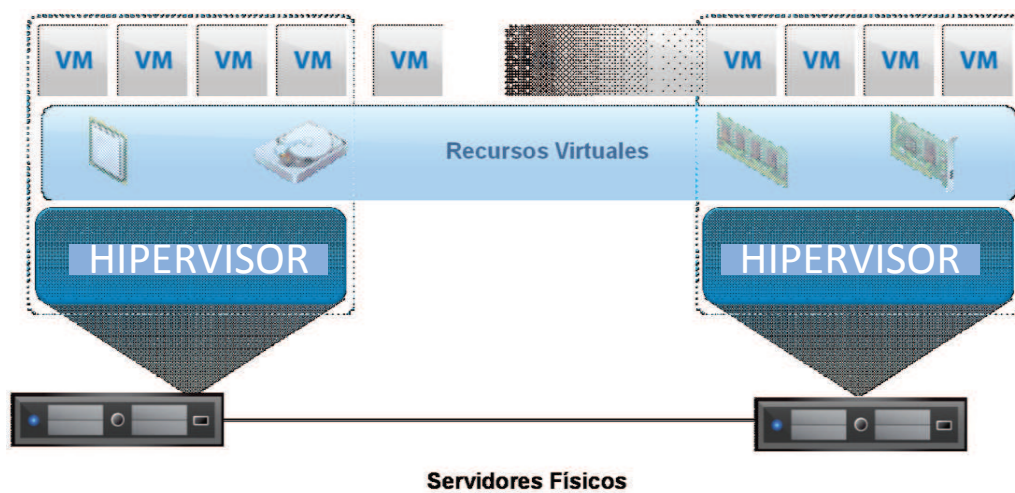 VM VM VM VM VM VM VM VM VM
Recursos Virtuales
HIPERVISOR HIPERVISOR
Servidores Físicos